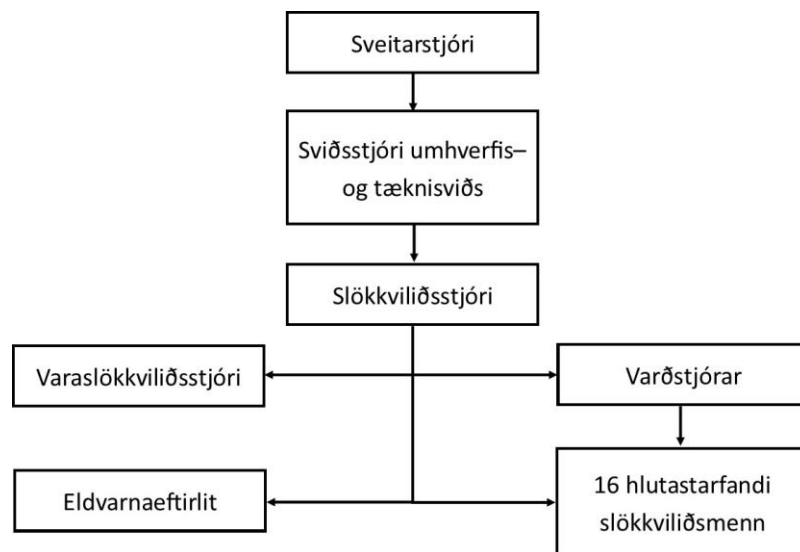 Sveitarstjóri
Sviðsstjóri umhverfis–
og tæknisviðs
Slökkviliðsstjóri
Varaslökkviliðsstjóri
Varðstjórar
Eldvarnaeftirlit
16 hlutastarfandi
slökkviliðsmenn